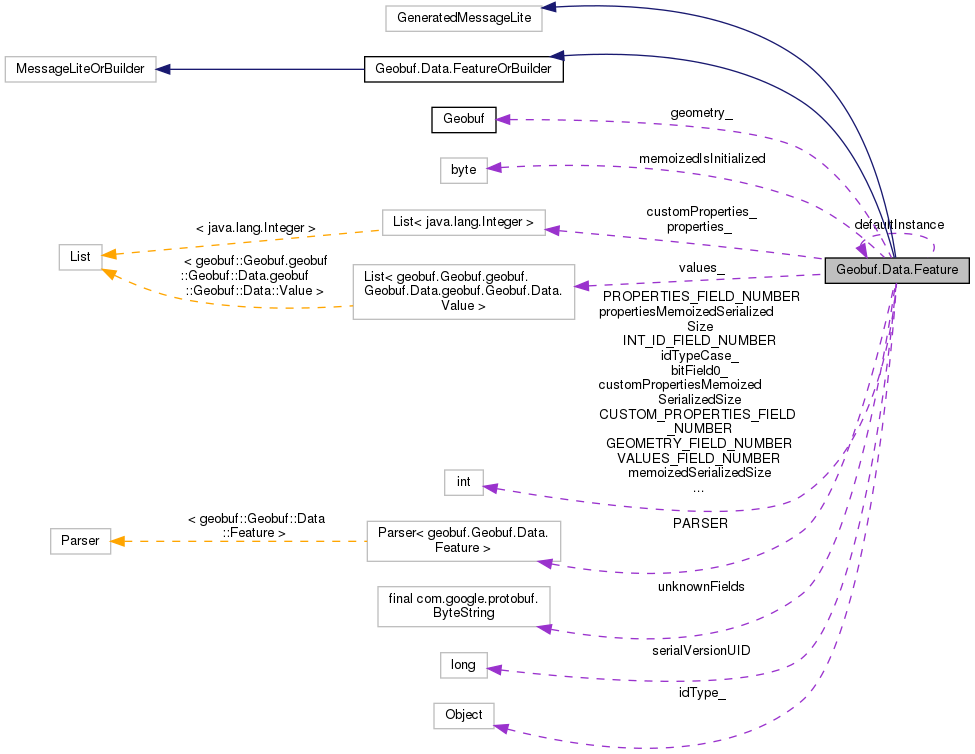 GeneratedMessageLite
MessageLiteOrBuilder
Geobuf.Data.FeatureOrBuilder
Geobuf
geometry_
byte
memoizedIsInitialized
List< java.lang.Integer >
customProperties_
properties_
defaultInstance
< java.lang.Integer >
List
< geobuf::Geobuf.geobuf
::Geobuf::Data.geobuf
::Geobuf::Data::Value >
List< geobuf.Geobuf.geobuf.
Geobuf.Data.geobuf.Geobuf.Data.
Value >
values_
Geobuf.Data.Feature
PROPERTIES_FIELD_NUMBER
propertiesMemoizedSerialized
Size
INT_ID_FIELD_NUMBER
idTypeCase_
bitField0_
customPropertiesMemoized
SerializedSize
CUSTOM_PROPERTIES_FIELD
_NUMBER
GEOMETRY_FIELD_NUMBER
VALUES_FIELD_NUMBER
memoizedSerializedSize
...
int
PARSER
Parser
< geobuf::Geobuf::Data
::Feature >
Parser< geobuf.Geobuf.Data.
Feature >
unknownFields
final com.google.protobuf.
ByteString
serialVersionUID
long
idType_
Object